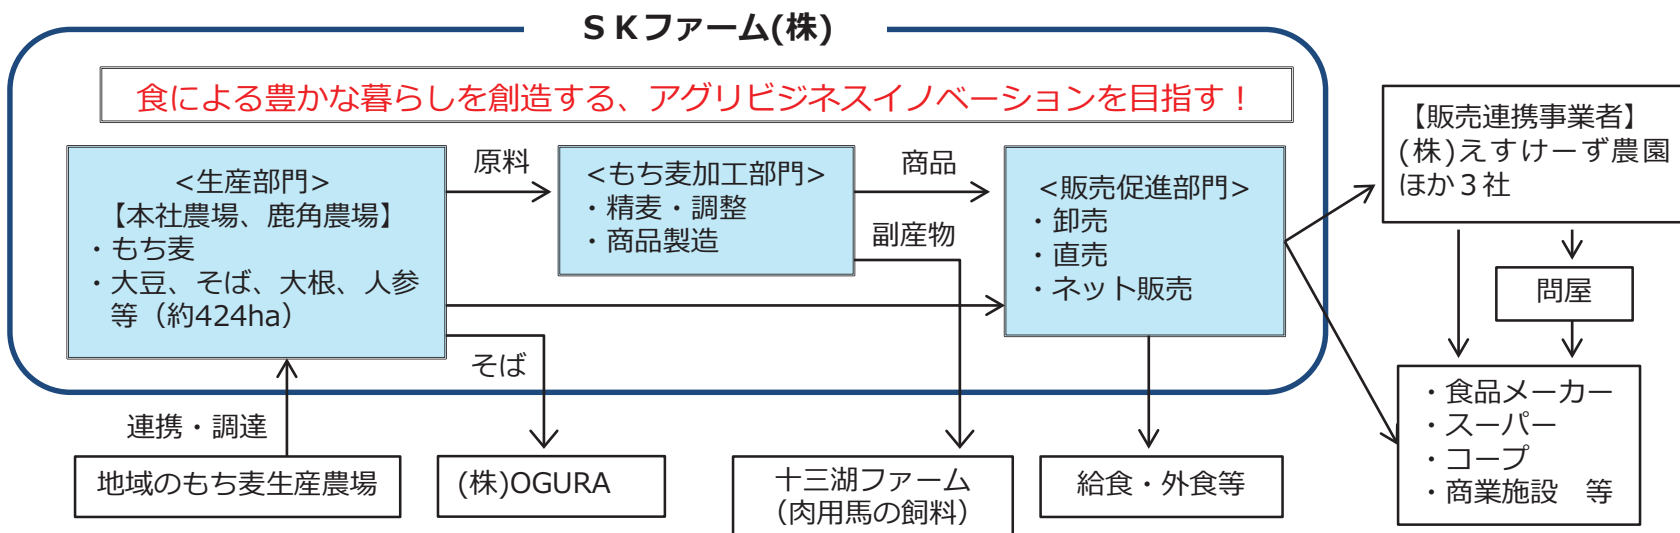 ＳＫファーム(株)
食による豊かな暮らしを創造する、アグリビジネスイノベーションを目指す！
<生産部門>
【本社農場、鹿角農場】
・もち麦
・大豆、そば、大根、人参
等（約424ha）
原料
<もち麦加工部門>
・精麦・調整
・商品製造
商品
副産物
<販売促進部門>
・卸売
・直売
・ネット販売
【販売連携事業者】
(株)えすけーず農園
ほか３社
問屋
・食品メーカー
・スーパー
・コープ
・商業施設　等
そば
連携・調達
地域のもち麦生産農場
(株)OGURA
十三湖ファーム
（肉用馬の飼料）
給食・外食等